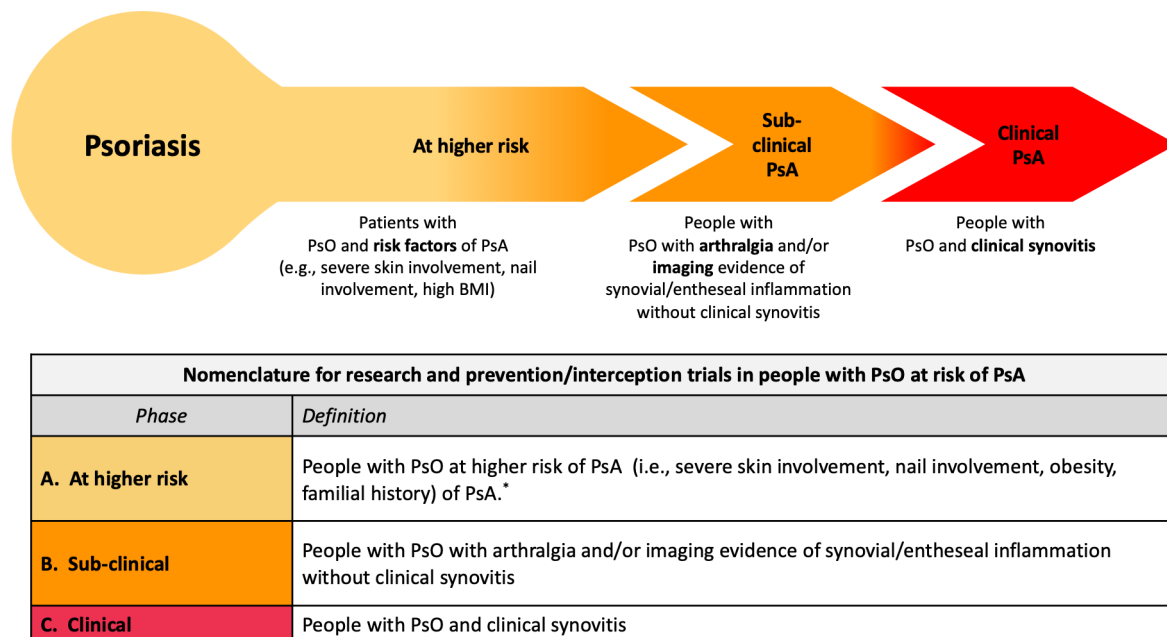 Psoriasis
At higher risk
Sub-
clinical
PsA
Clinical
PsA
Patients with
PsO and risk factors of PsA
(e.g., severe skin involvement, nail
involvement, high BMI)
People with
PsO with arthralgia and/or
imaging evidence of
synovial/entheseal inflammation
without clinical synovitis
People with
PsO and clinical synovitis
Nomenclature for research and prevention/interception trials in people with PsO at risk of PsA
Phase
Definition
A. At higher risk
People with PsO at higher risk of PsA (i.e., severe skin involvement, nail involvement, obesity,
familial history) of PsA.*
B. Sub-clinical
People with PsO with arthralgia and/or imaging evidence of synovial/entheseal inflammation
without clinical synovitis
C. Clinical
People with PsO and clinical synovitis